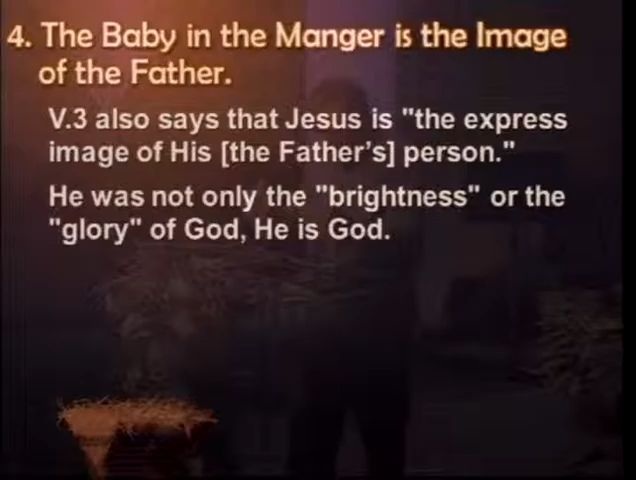 4. The Baby in the Manger is the Image
of the Father.
V.3 also says that Jesus is "the express
image of His [the Father’s] person."
He was not only the "brightness" or the
"glory" of God, He is God.